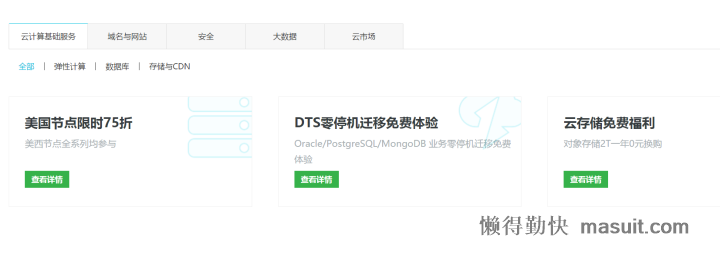 云计算基础服务 域名与网站 安全 大数据 云市场
全部 | 弹性计算 | 数据库 | 存储与CDN
美国节点限时75折
美西节点全系列均参与
查看详情
DTS零停机迁移免费体验
Oracle/PostgreSQL/MongoDB 业务零停机迁移免费
体验
查看详情
云存储免费福利
对象存储2T一年0元换购
查看详情
懒得勤快 masuit.com